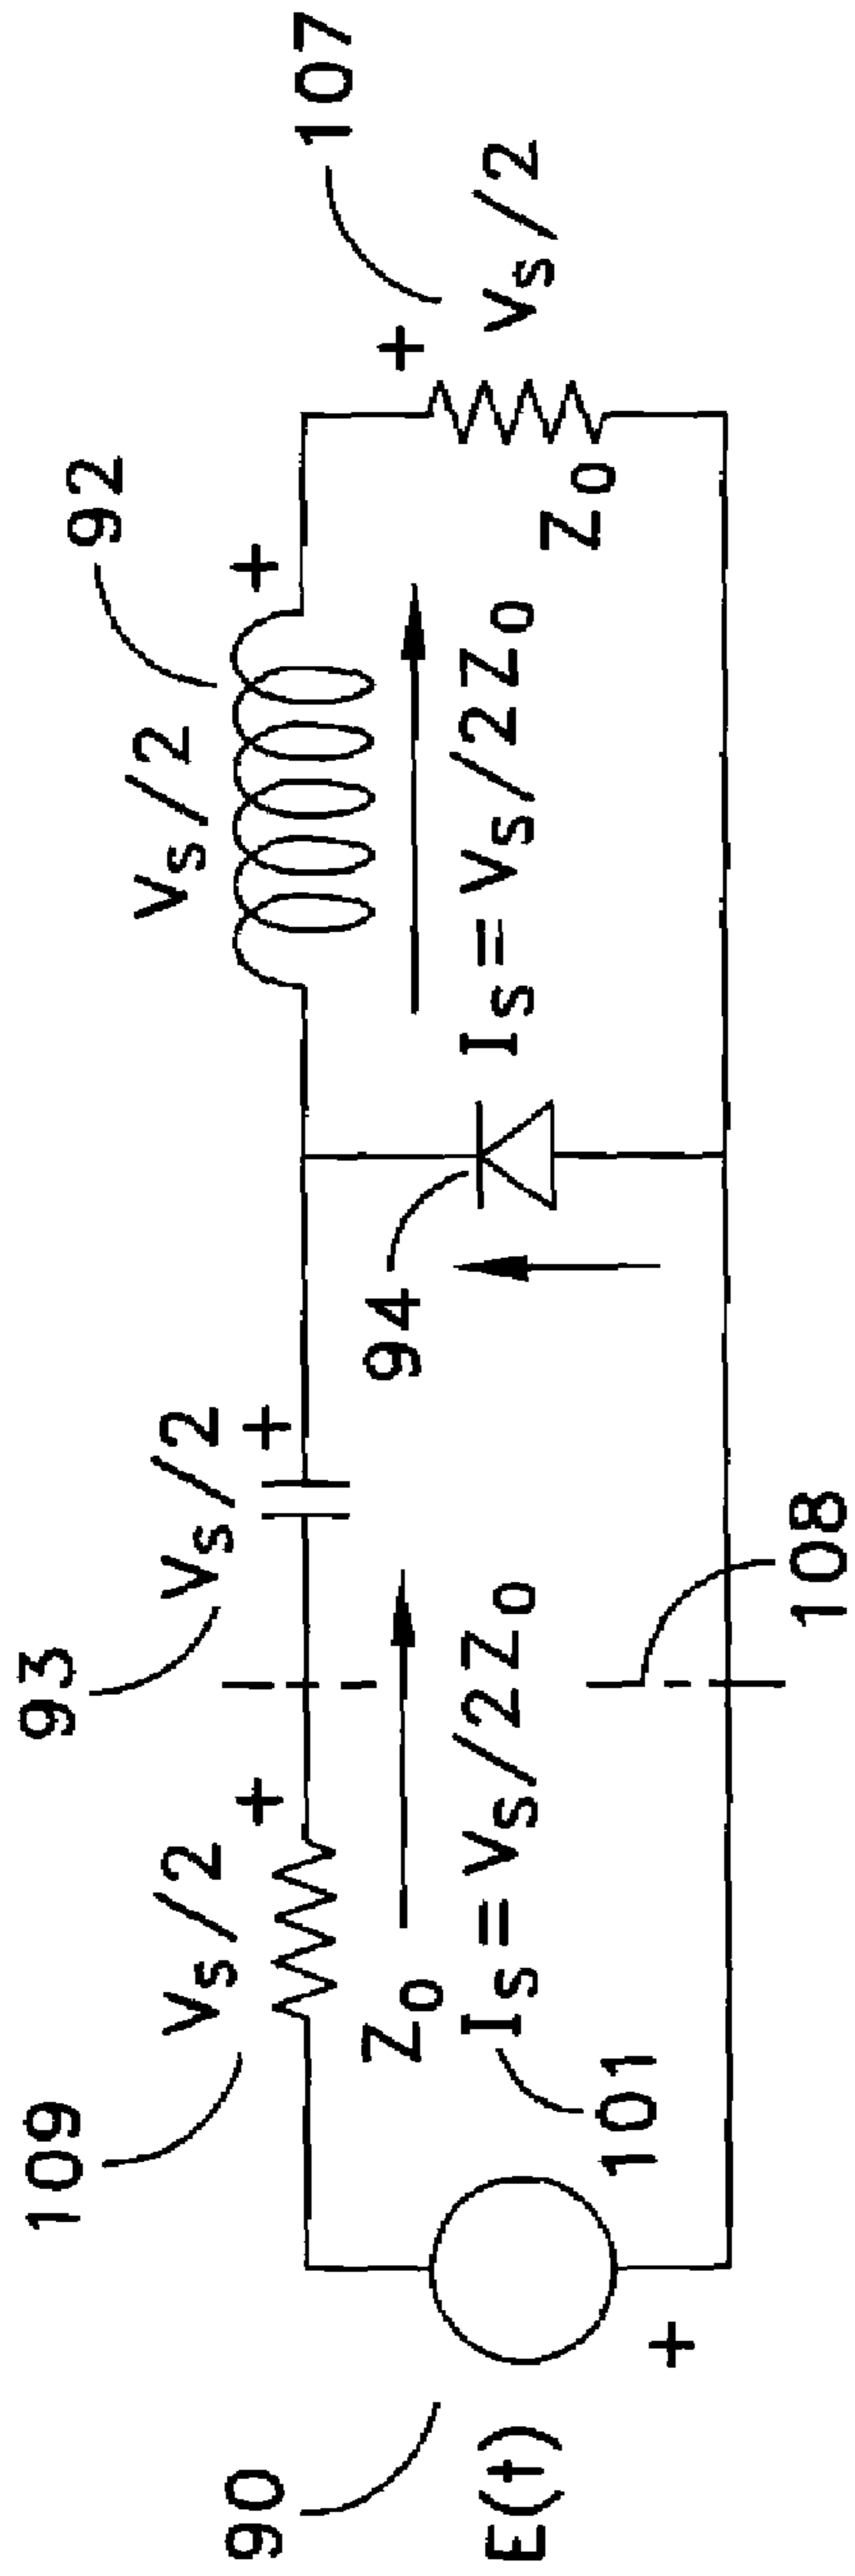 109
93
92
107
Vs/2
+
Vs/2
+
Vs/2
+
+
Vs/2
90
E(t)
+
Z0
Is = Vs/2Z0
101
94
Is = Vs/2Z0
Z0
108